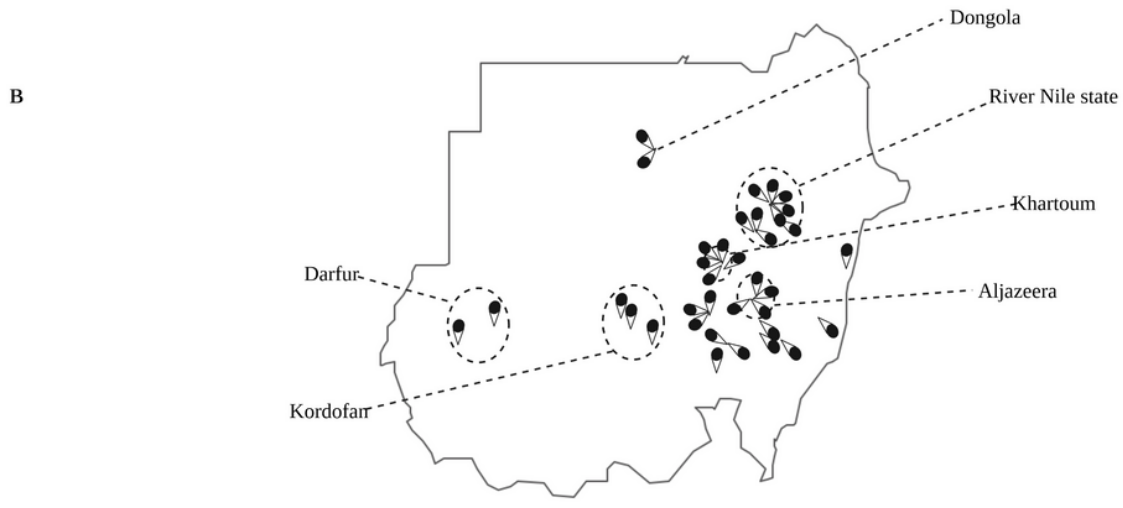 Dongola
B
River Nile state
Khartoum
Darfur
Aljazeera
Kordofan